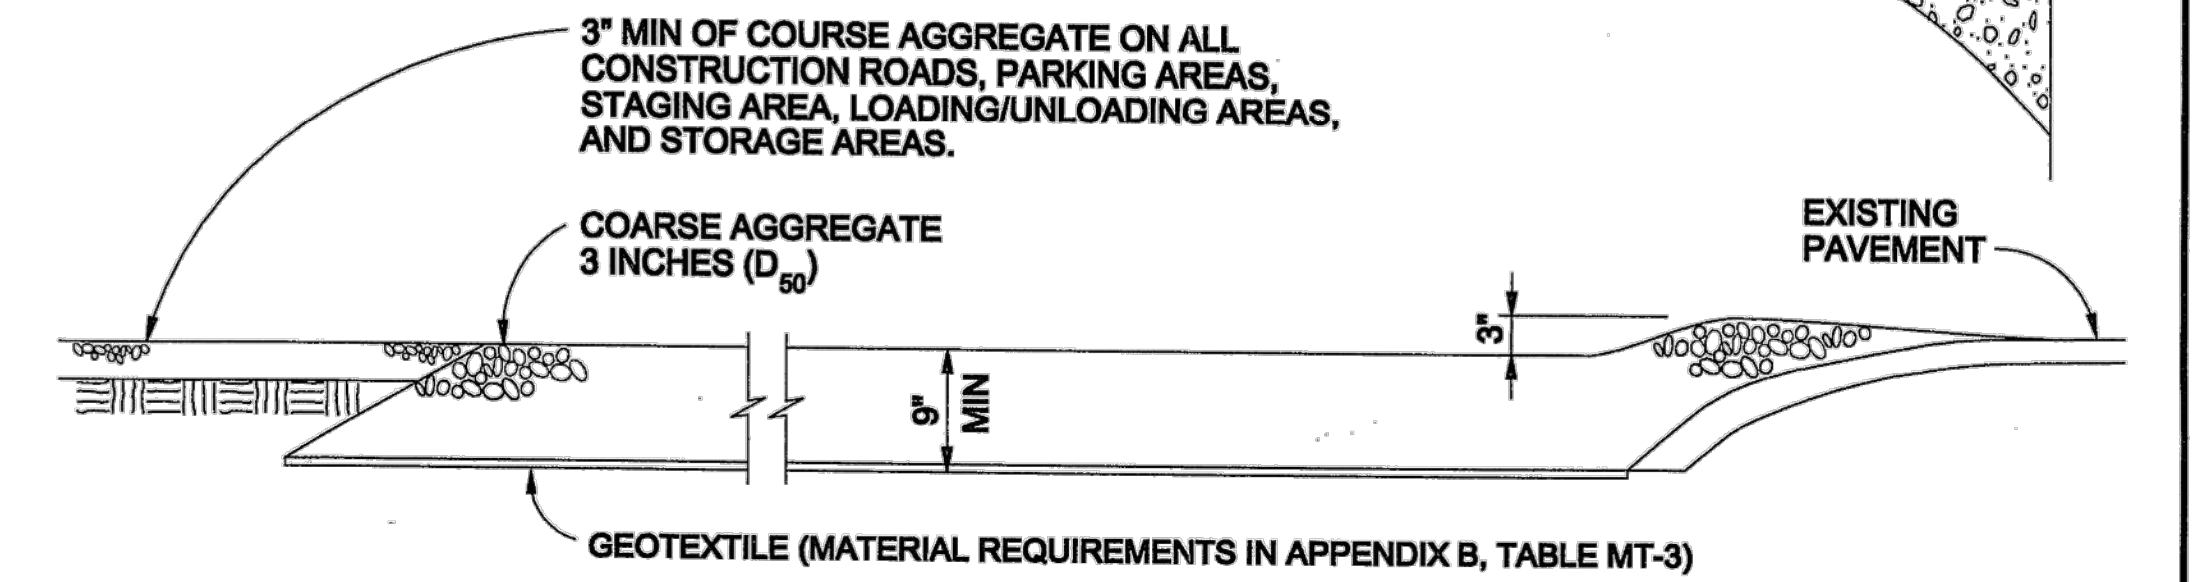 3" MIN OF COURSE AGGREGATE ON ALL
CONSTRUCTION ROADS, PARKING AREAS,
STAGING AREA, LOADING/UNLOADING AREAS,
AND STORAGE AREAS.
COARSE AGGREGATE
3 INCHES (D50)
EXISTING
PAVEMENT
3"
9"
MIN
GEOTEXTILE (MATERIAL REQUIREMENTS IN APPENDIX B, TABLE MT-3)